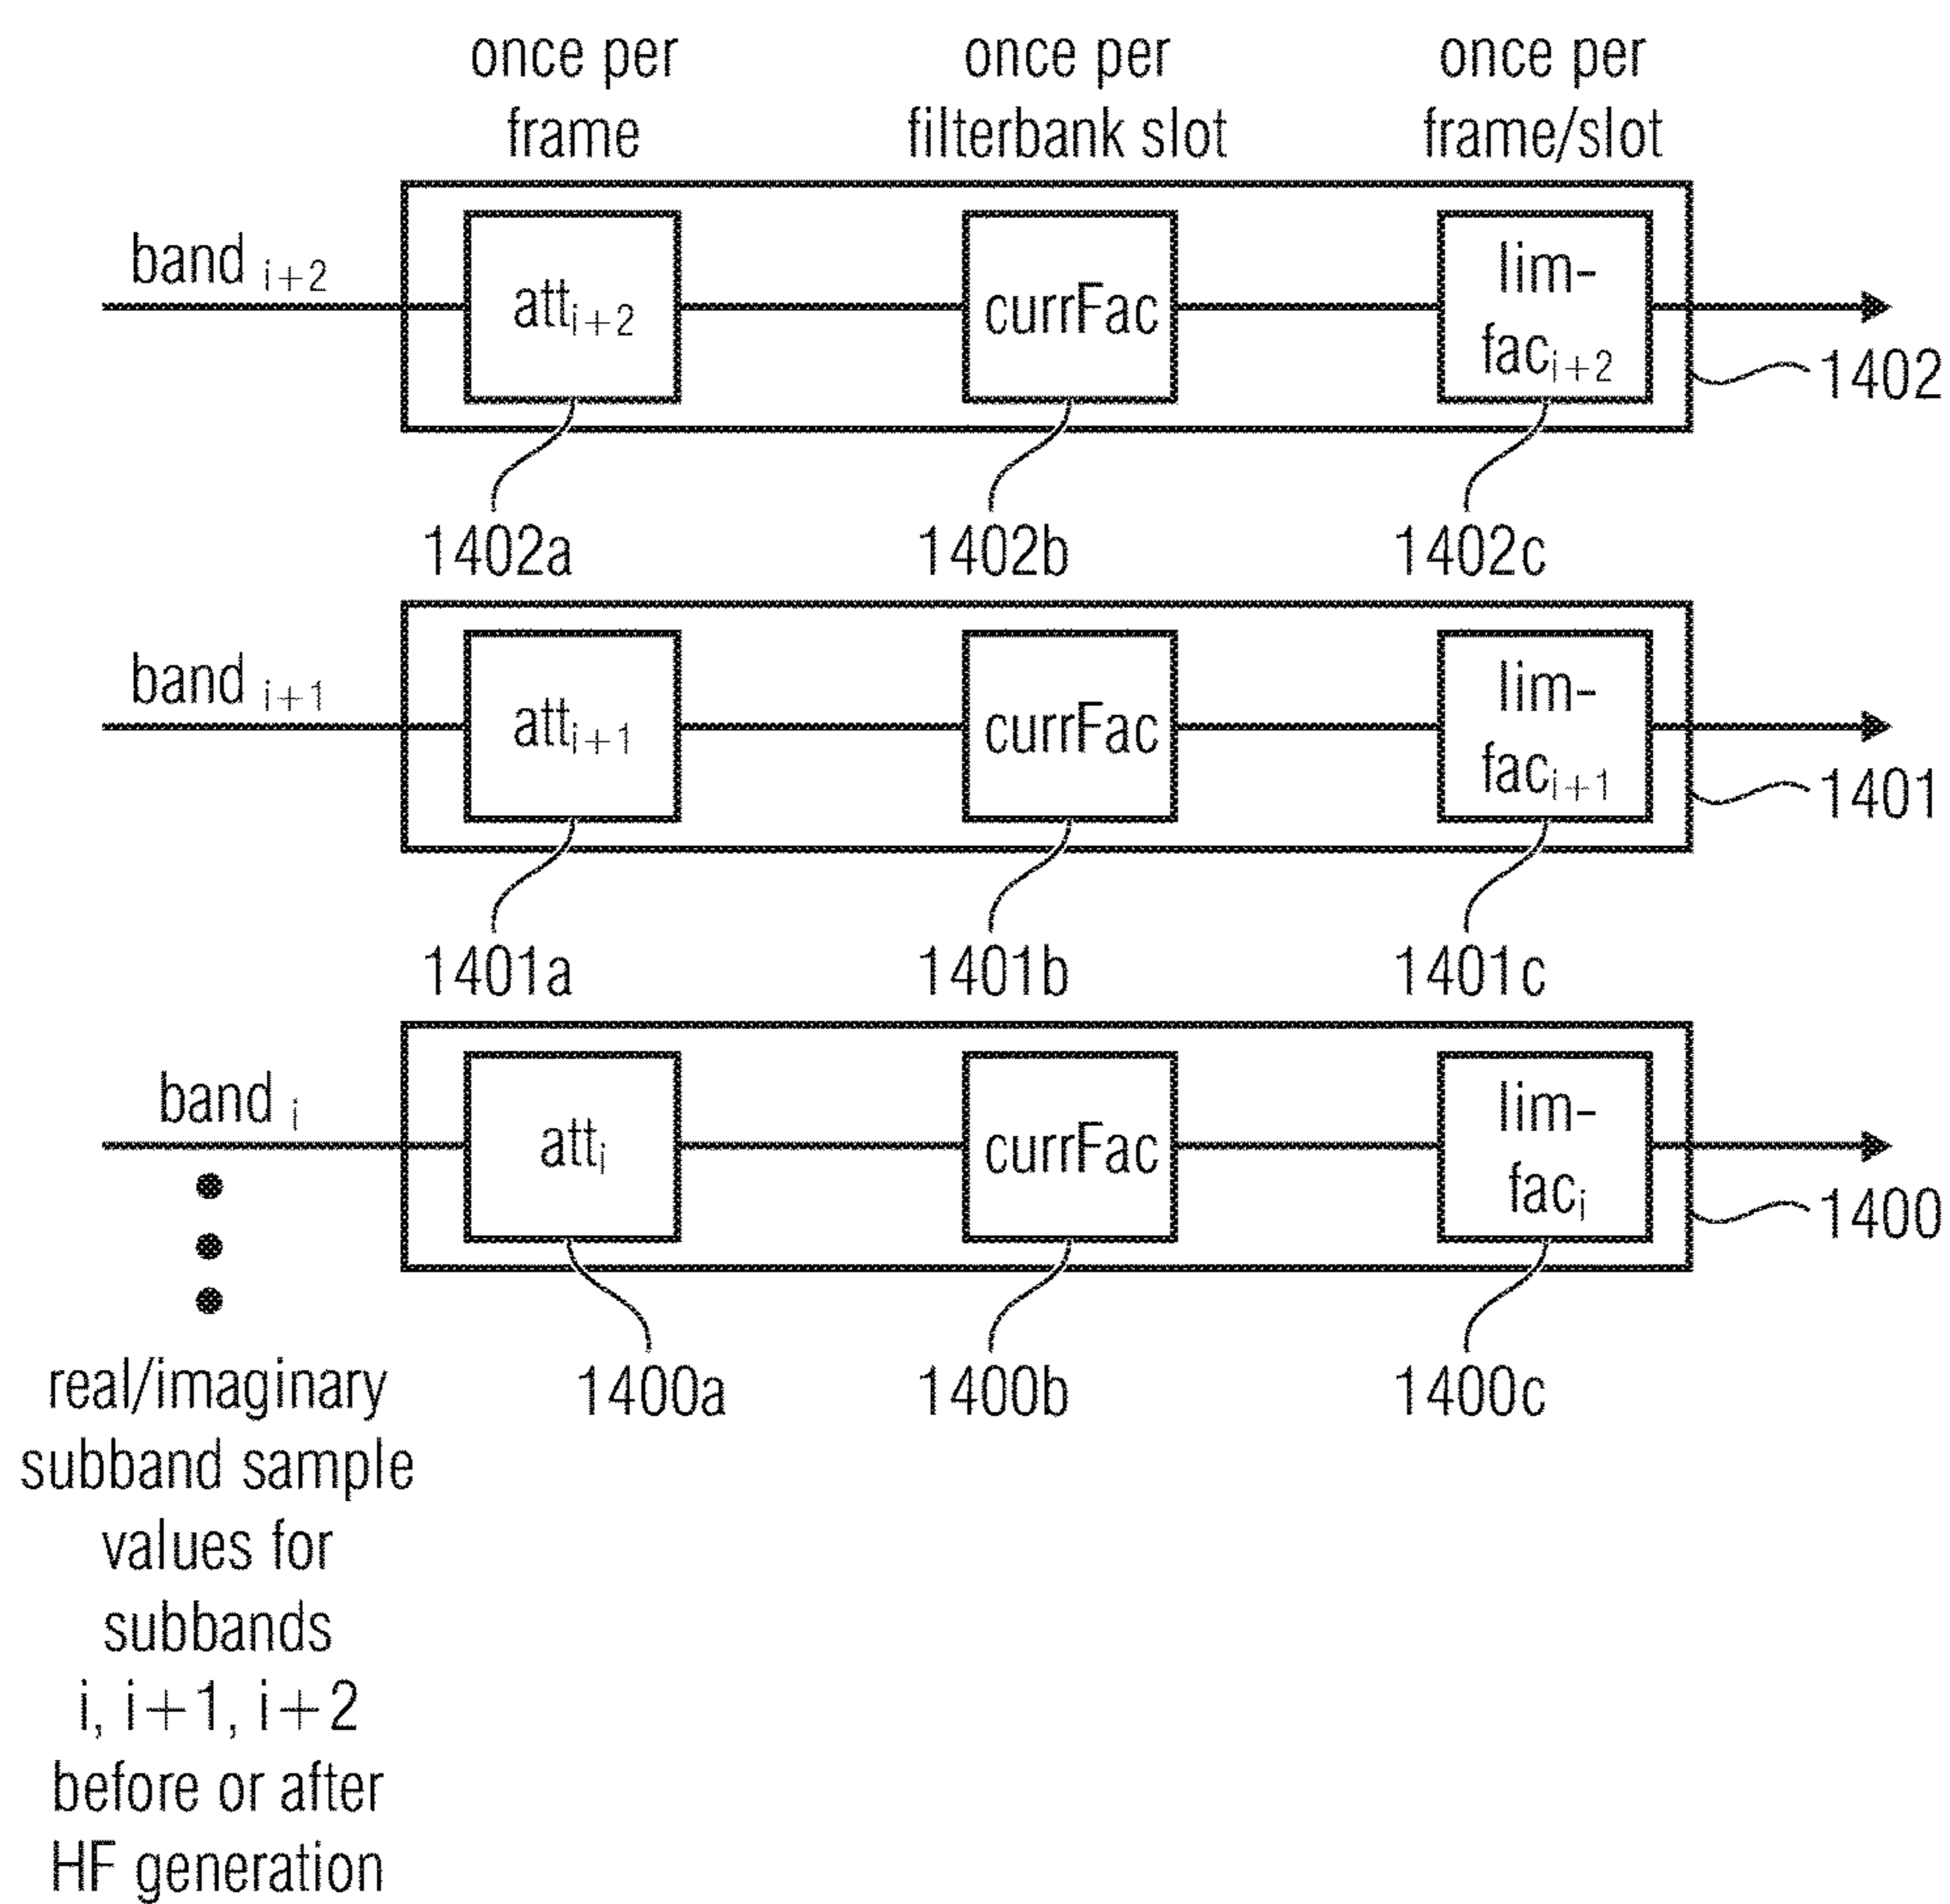 once per
frame
once per
filterbank slot
once per
frame/slot
band i+2
att i+2
currFac
lim-
fac i+2
1402
1402a
1402b
1402c
band i+1
att i+1
currFac
lim-
fac i+1
1401
1401a
1401b
1401c
band i
att i
currFac
lim-
fac i
1400
1400a
1400b
1400c
real/imaginary
subband sample
values for
subbands
i, i+1, i+2
before or after
HF generation